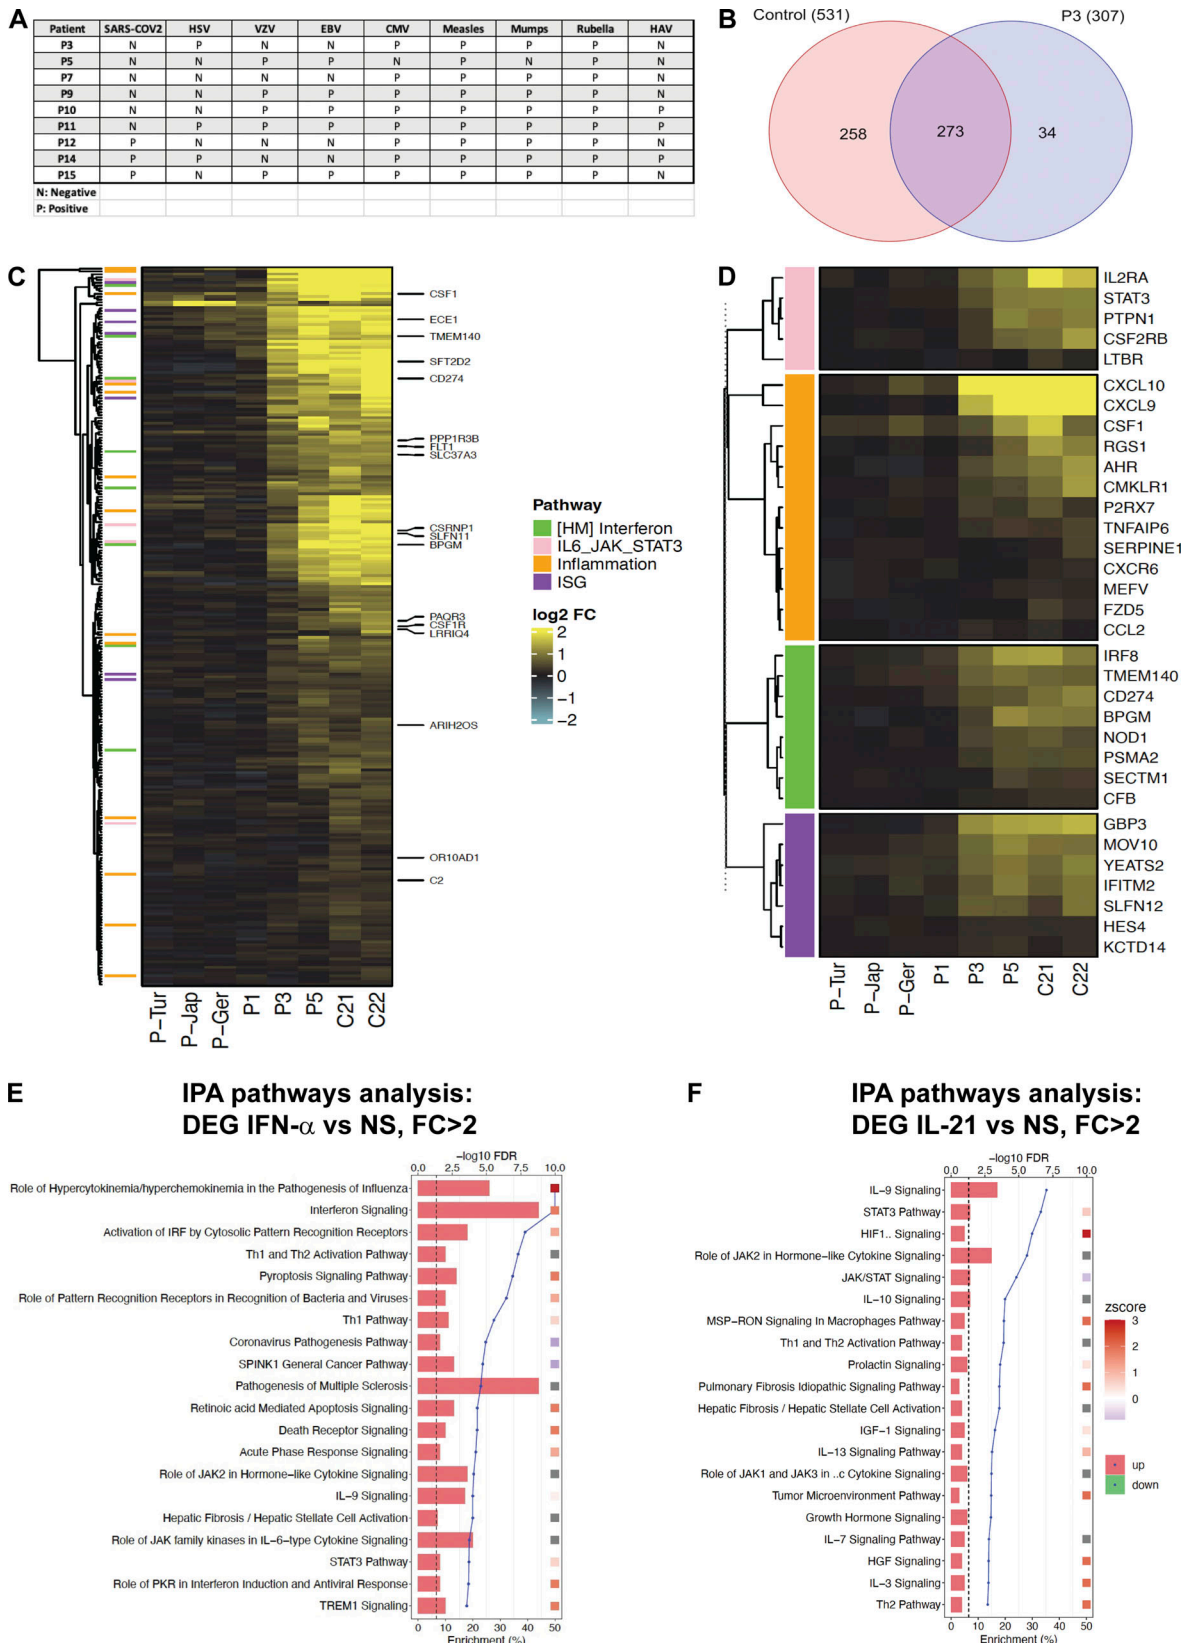 A
Patient SARS-COV2 HSV VZV EBV CMV Measles Mumps Rubella HAV
P3 N P N N P P P P N
P5 N N P P N P N P N
P7 N N N N P P P P N
P9 N N P P P P P P N
P10 N N P P P P P P P
P11 N P P P P P P P P
P12 P N N N P P P P N
P14 P P N N P P P P P
P15 P N P P P P P P N
N: Negative
P: Positive
B
Control (531)
P3 (307)
258
273
34
C
CSF1
ECE1
TMEM140
SFT2D2
CD274
PPP1R3B
FLT1
SLC37A3
CSRNP1
SLFN11
BPGM
PAQR3
CSF1R
LRRIQ4
ARIH2OS
OR10AD1
C2
P-Tur
P-Jap
P-Ger
P1
P3
P5
C21
C22
Pathway
[HM] Interferon
IL6_JAK_STAT3
Inflammation
ISG
log2 FC
2
1
0
-1
-2
D
IL2RA
STAT3
PTPN1
CSF2RB
LTBR
CXCL10
CXCL9
CSF1
RGS1
AHR
CMKLR1
P2RX7
TNFAIP6
SERPINE1
CXCR6
MEFV
FZD5
CCL2
IRF8
TMEM140
CD274
BPGM
NOD1
PSMA2
SECTM1
CFB
GBP3
MOV10
YEATS2
IFITM2
SLFN12
HES4
KCTD14
P-Tur
P-Jap
P-Ger
P1
P3
P5
C21
C22
E
IPA pathways analysis:
DEG IFN-α vs NS, FC>2
-log10 FDR
0.0 2.5 5.0 7.5 10.0
Role of Hypercytokinemia/hyperchemokinemia in the Pathogenesis of Influenza
Interferon Signaling
Activation of IRF by Cytosolic Pattern Recognition Receptors
Th1 and Th2 Activation Pathway
Pyroptosis Signaling Pathway
Role of Pattern Recognition Receptors in Recognition of Bacteria and Viruses
Th1 Pathway
Coronavirus Pathogenesis Pathway
SPINK1 General Cancer Pathway
Pathogenesis of Multiple Sclerosis
Retinoic acid Mediated Apoptosis Signaling
Death Receptor Signaling
Acute Phase Response Signaling
Role of JAK2 in Hormone-like Cytokine Signaling
IL-9 Signaling
Hepatic Fibrosis / Hepatic Stellate Cell Activation
Role of JAK family kinases in IL-6-type Cytokine Signaling
STAT3 Pathway
Role of PKR in Interferon Induction and Antiviral Response
TREM1 Signaling
0 10 20 30 40 50
Enrichment (%)
F
IPA pathways analysis:
DEG IL-21 vs NS, FC>2
-log10 FDR
0.0 2.5 5.0 7.5 10.0
IL-9 Signaling
STAT3 Pathway
HIF1.. Signaling
Role of JAK2 in Hormone-like Cytokine Signaling
JAK/STAT Signaling
IL-10 Signaling
MSP-RON Signaling In Macrophages Pathway
Th1 and Th2 Activation Pathway
Prolactin Signaling
Pulmonary Fibrosis Idiopathic Signaling Pathway
Hepatic Fibrosis / Hepatic Stellate Cell Activation
IGF-1 Signaling
IL-13 Signaling Pathway
Role of JAK1 and JAK3 in ..c Cytokine Signaling
Tumor Microenvironment Pathway
Growth Hormone Signaling
IL-7 Signaling Pathway
HGF Signaling
IL-3 Signaling
Th2 Pathway
0 10 20 30 40 50
Enrichment (%)
zscore
3
2
1
0
up
down